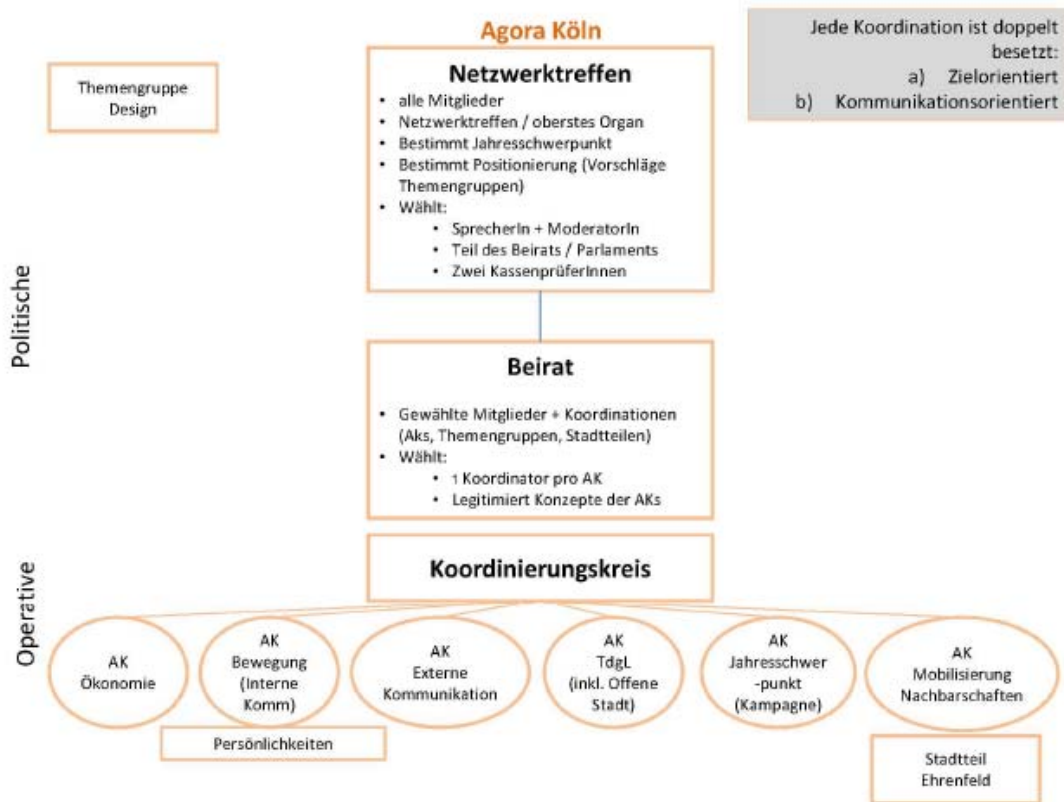 Agora Köln
Jede Koordination ist doppelt
besetzt:
a) Zielorientiert
b) Kommunikationsorientiert
Themengruppe
Design
Netzwerktreffen
• alle Mitglieder
• Netzwerktreffen / oberstes Organ
• Bestimmt Jahresschwerpunkt
• Bestimmt Positionierung (Vorschläge
Themengruppen)
• Wählt:
• SprecherIn + ModeratorIn
• Teil des Beirats / Parlaments
• Zwei KassenprüferInnen
Politische
Beirat
• Gewählte Mitglieder + Koordinationen
(Aks, Themengruppen, Stadtteilen)
• Wählt:
• 1 Koordinator pro AK
• Legitimiert Konzepte der AKs
Operative
Koordinierungskreis
AK
Ökonomie
AK
Bewegung
(Interne
Komm)
AK
Externe
Kommunikation
AK
TdgL
(inkl. Offene
Stadt)
AK
Jahresschwer
-punkt
(Kampagne)
AK
Mobilisierung
Nachbarschaften
Persönlichkeiten
Stadtteil
Ehrenfeld